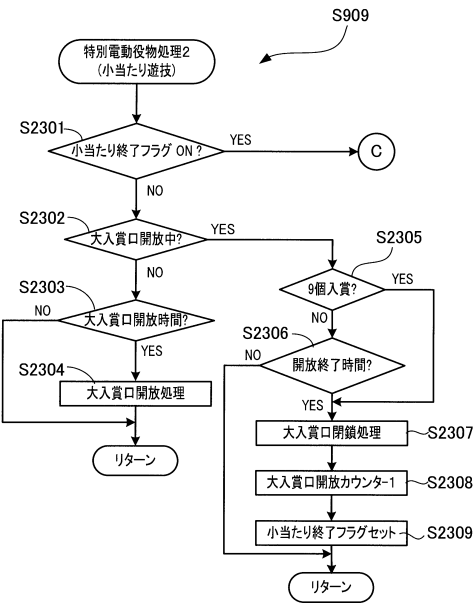 S909
特別電動役物処理2
(小当たり遊技)
S2301
小当たり終了フラグ ON?
YES
C
NO
S2302
大入賞口開放中?
YES
NO
S2303
大入賞口開放時間?
NO
YES
S2304
大入賞口開放処理
リターン
S2305
9個入賞?
YES
NO
S2306
開放終了時間?
NO
YES
大入賞口閉鎖処理
S2307
大入賞口開放カウンタ-1
S2308
小当たり終了フラグセット
S2309
リターン